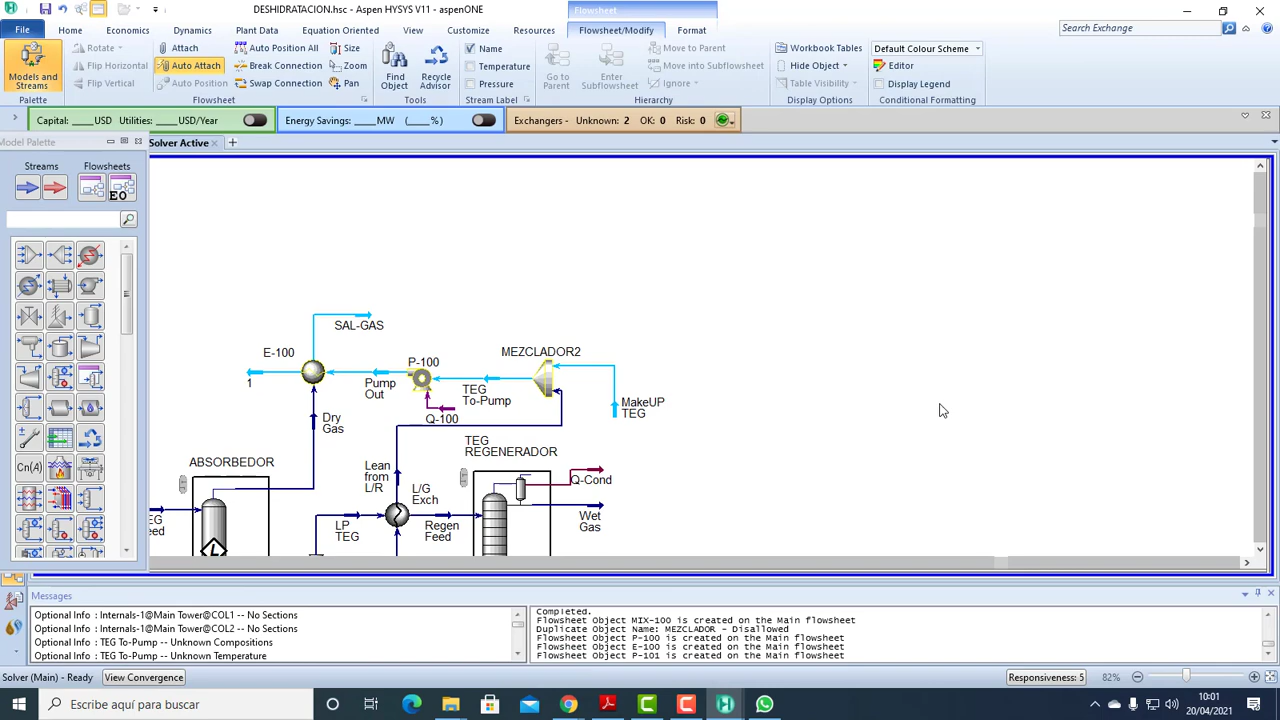 DESHIDRATACION.hsc - Aspen HYSYS V11 - aspenONE
Flowsheet
File Home Economics Dynamics Plant Data Equation Oriented View Customize Resources Flowsheet/Modify Format
Search Exchange
Models and Streams
Palette
Rotate
Flip Horizontal
Flip Vertical
Attach
Auto Attach
Auto Position
Auto Position All
Break Connection
Swap Connection
Size
Zoom
Pan
Flowsheet
Find Object
Recycle Advisor
Tools
Name
Temperature
Pressure
Stream Label
Go to Parent
Enter Subflowsheet
Move to Parent
Move into Subflowsheet
Ignore
Hierarchy
Workbook Tables
Hide Object
Table Visibility
Display Options
Default Colour Scheme
Editor
Display Legend
Conditional Formatting
Capital: ____USD Utilities: ____USD/Year
Energy Savings: ____MW (____%)
Exchangers - Unknown: 2 OK: 0 Risk: 0
Model Palette
Solver Active
Streams Flowsheets
EO
Cn(A)
SAL-GAS
E-100
1
P-100
Pump
Out
TEG
To-Pump
Q-100
MEZCLADOR2
MakeUP
TEG
Dry
Gas
ABSORBEDOR
TEG
REGENERADOR
Lean
from
L/R
L/G
Exch
LP
TEG
Regen
Feed
Q-Cond
Wet
Gas
eed
L
Messages
Optional Info : Internals-1@Main Tower@COL1 -- No Sections
Optional Info : Internals-1@Main Tower@COL2 -- No Sections
Optional Info : TEG To-Pump -- Unknown Compositions
Optional Info : TEG To-Pump -- Unknown Temperature
Completed.
Flowsheet Object MIX-100 is created on the Main flowsheet
Duplicate Object Name: MEZCLADOR - Disallowed
Flowsheet Object P-100 is created on the Main flowsheet
Flowsheet Object E-100 is created on the Main flowsheet
Flowsheet Object P-101 is created on the Main flowsheet
Solver (Main) - Ready View Convergence
Responsiveness: 5 82%
Escribe aquí para buscar
10:01
20/04/2021